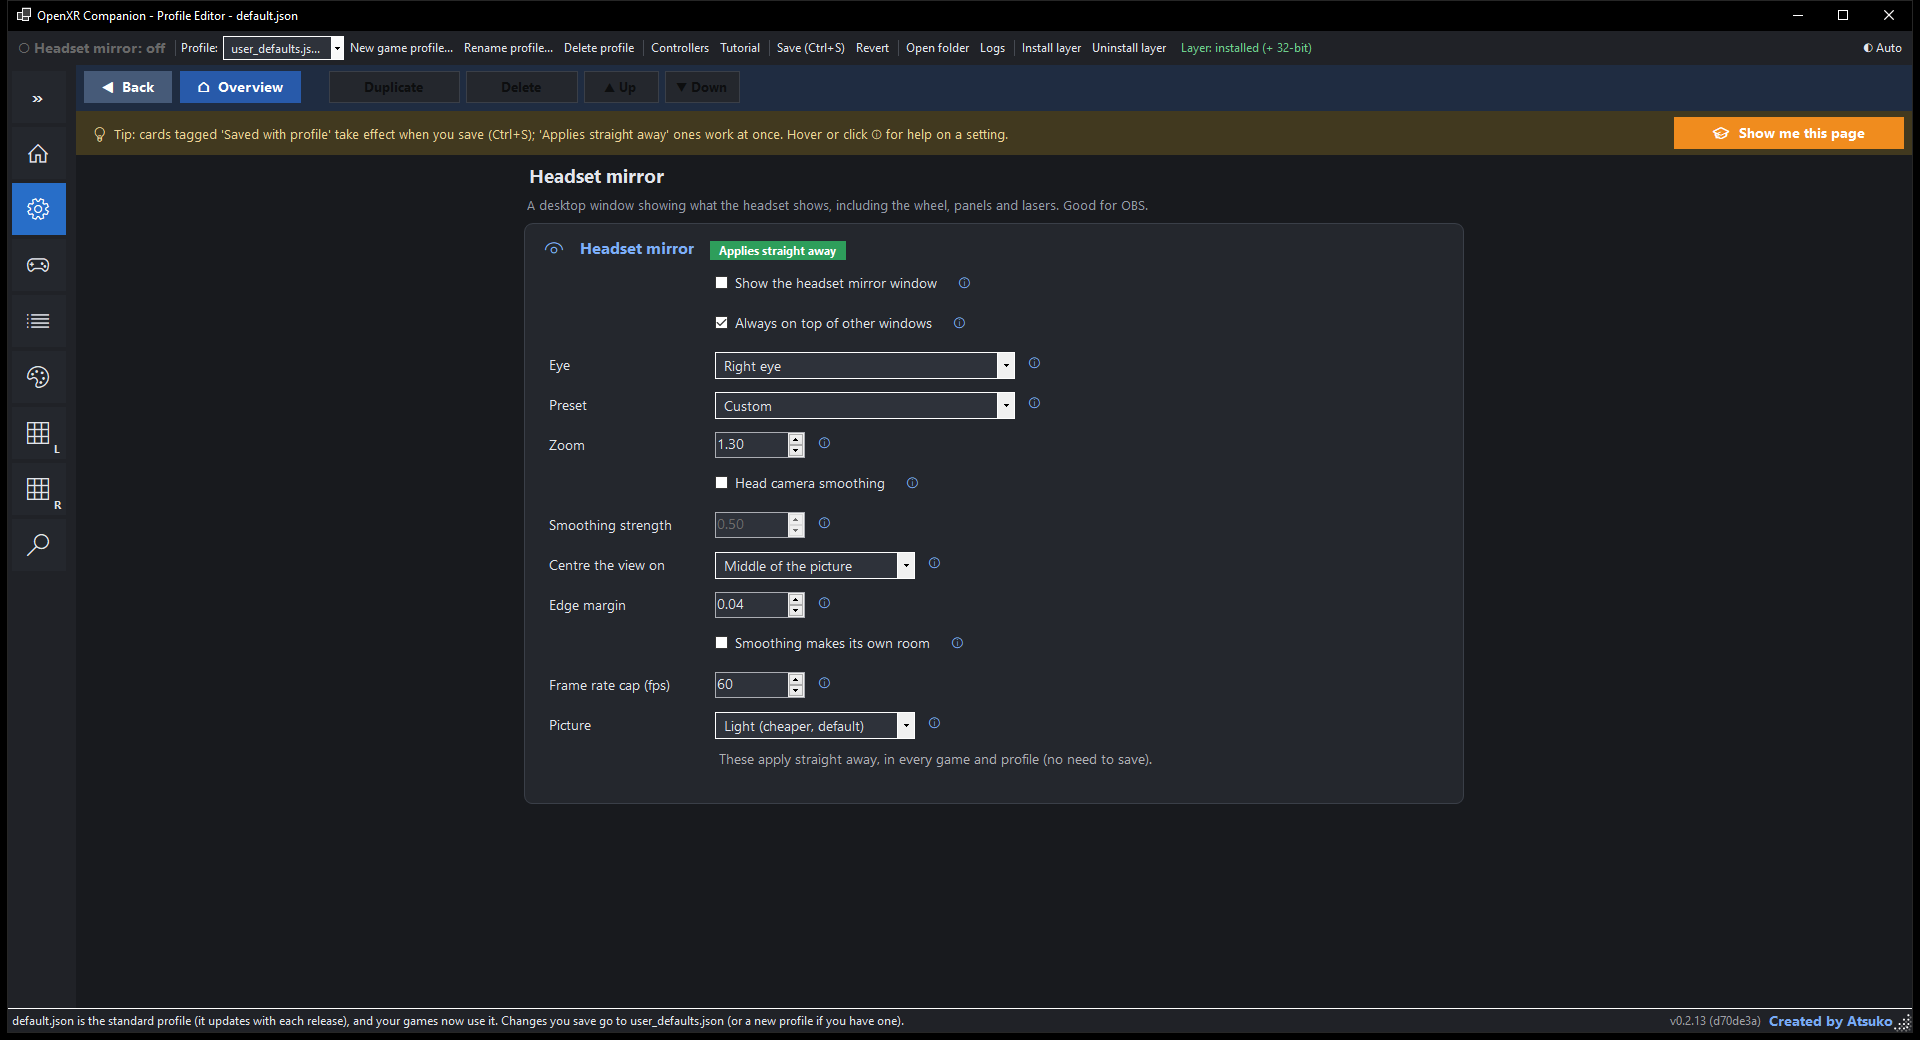 OpenXR Companion - Profile Editor - default.json
Headset mirror: off Profile: user_defaults.js... New game profile... Rename profile... Delete profile Controllers Tutorial Save (Ctrl+S) Revert Open folder Logs Install layer Uninstall layer Layer: installed (+ 32-bit) Auto
Back Overview Duplicate Delete Up Down
Tip: cards tagged 'Saved with profile' take effect when you save (Ctrl+S); 'Applies straight away' ones work at once. Hover or click ⓘ for help on a setting. Show me this page
Headset mirror
A desktop window showing what the headset shows, including the wheel, panels and lasers. Good for OBS.
Headset mirror Applies straight away
Show the headset mirror window
Always on top of other windows
Eye Right eye
Preset Custom
Zoom 1.30
Head camera smoothing
Smoothing strength 0.50
Centre the view on Middle of the picture
Edge margin 0.04
Smoothing makes its own room
Frame rate cap (fps) 60
Picture Light (cheaper, default)
These apply straight away, in every game and profile (no need to save).
L
R
default.json is the standard profile (it updates with each release), and your games now use it. Changes you save go to user_defaults.json (or a new profile if you have one). v0.2.13 (d70de3a) Created by Atsuko